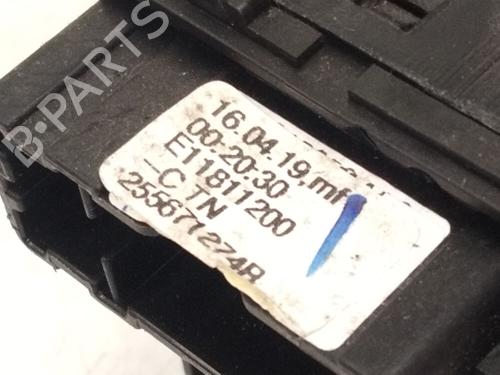 B-PARTS
16.04.19,mf
00:20:30
E11811200
-C TN
255671274R